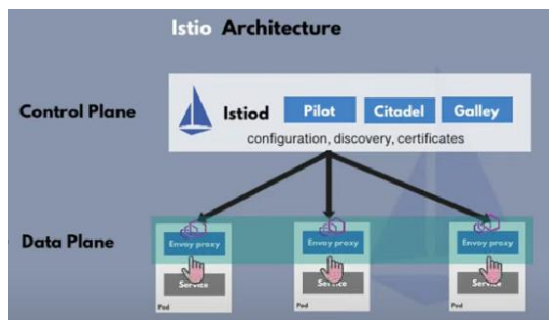 Istio Architecture
Control Plane
Istiod Pilot Citadel Galley
configuration, discovery, certificates
Data Plane
Envoy proxy Envoy proxy Envoy proxy
Service Service Service
Pod Pod Pod